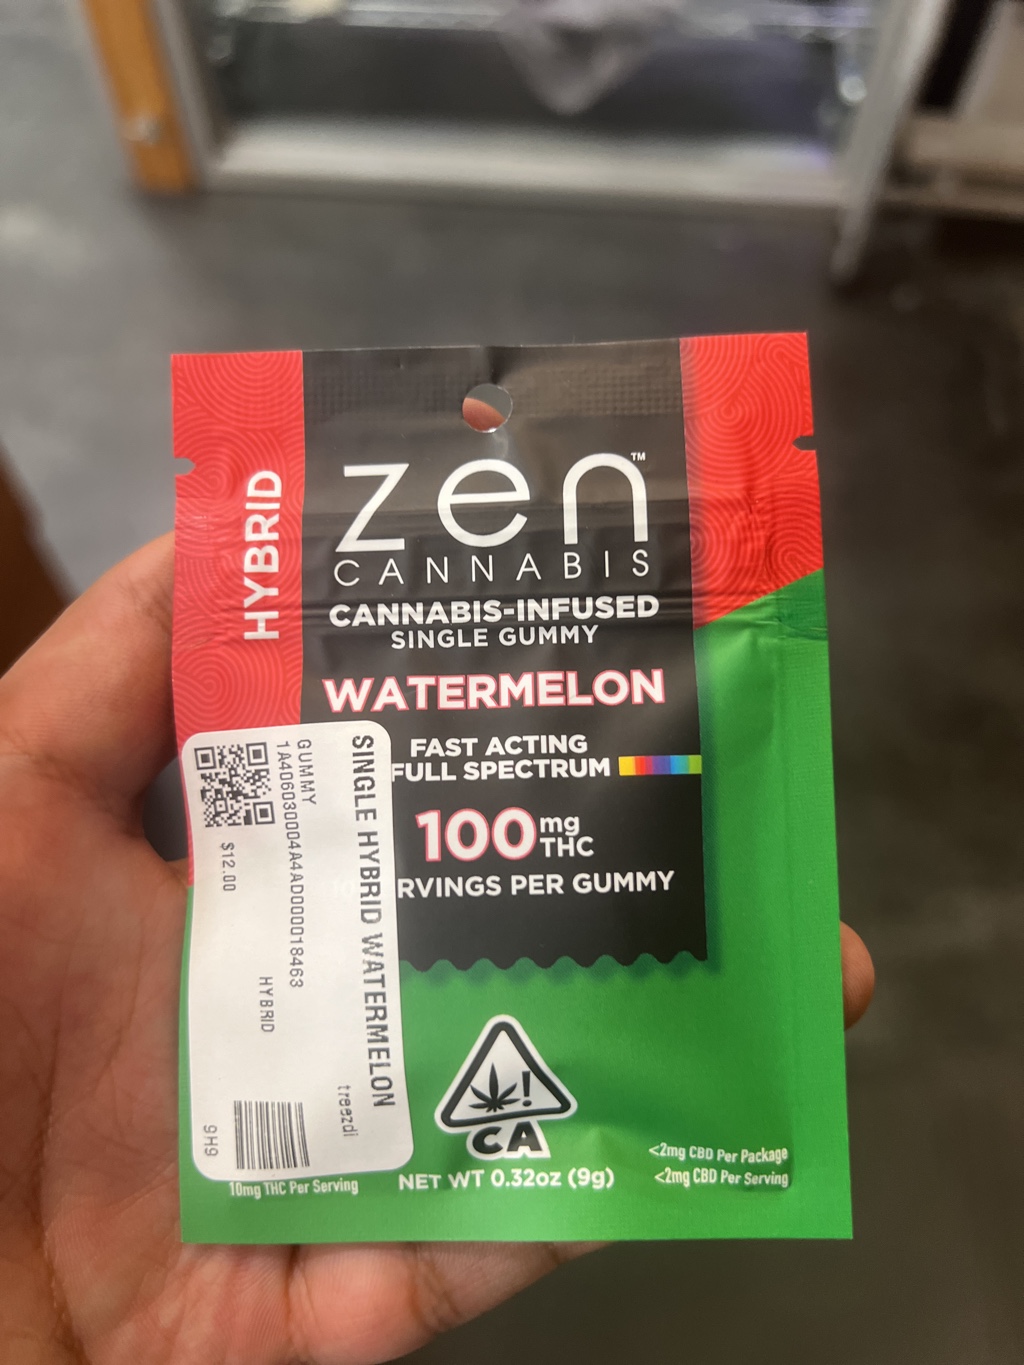 HYBRID
zen™
CANNABIS
CANNABIS-INFUSED
SINGLE GUMMY
WATERMELON
FAST ACTING
FULL SPECTRUM
100mg THC
RVINGS PER GUMMY
SINGLE HYBRID WATERMELON
GUMMY
1A406030004A4AD000018463
HYBRID
$12.00
treezdi
9H9
CA
10mg THC Per Serving
NET WT 0.32oz (9g)
<2mg CBD Per Package
<2mg CBD Per Serving